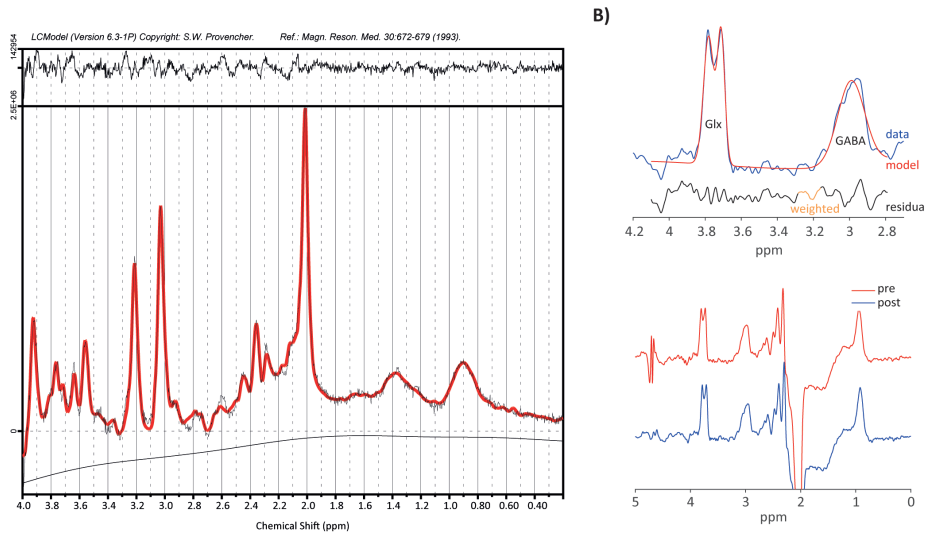 LCModel (Version 6.3-1P) Copyright: S.W. Provencher. Ref.: Magn. Reson. Med. 30:672-679 (1993).
142954
2.5E+06
0
4.0 3.8 3.6 3.4 3.2 3.0 2.8 2.6 2.4 2.2 2.0 1.8 1.6 1.4 1.2 1.0 0.80 0.60 0.40
Chemical Shift (ppm)
B)
Glx
GABA
data
model
weighted
residua
4.2 4 3.8 3.6 3.4 3.2 3 2.8
ppm
pre
post
5 4 3 2 1 0
ppm